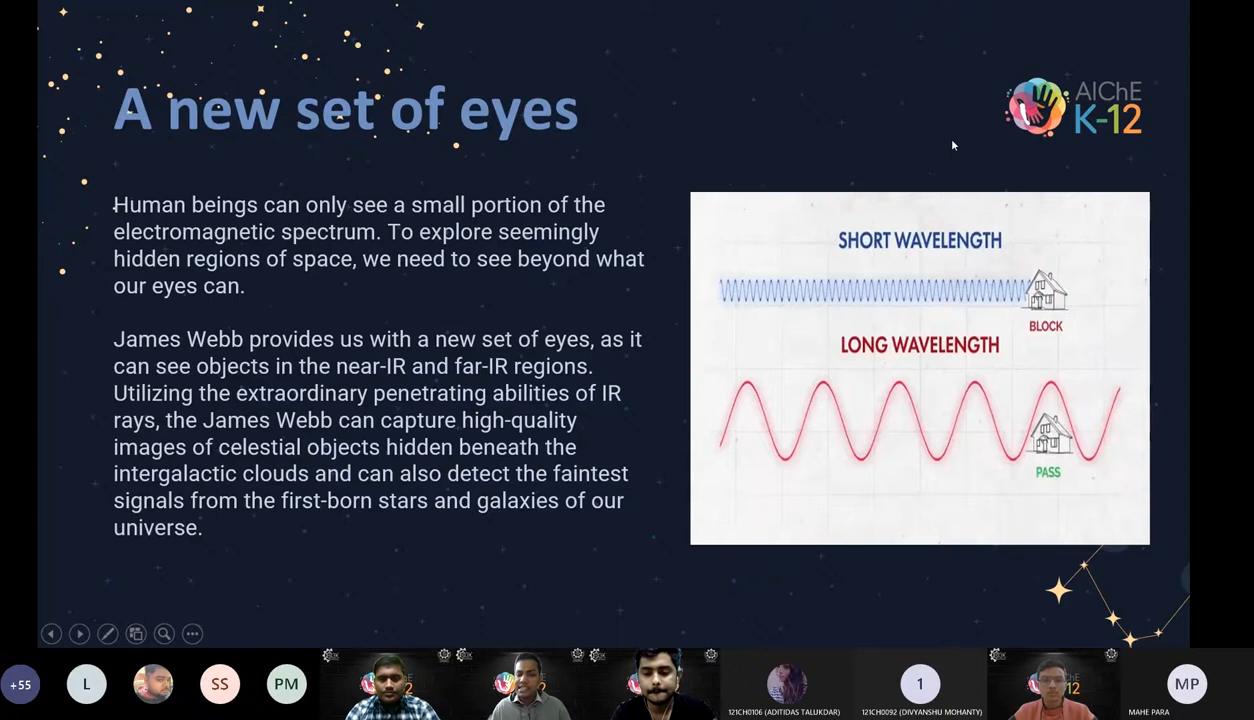 A new set of eyes
AIChE
K-12
Human beings can only see a small portion of the
electromagnetic spectrum. To explore seemingly
hidden regions of space, we need to see beyond what
our eyes can.
James Webb provides us with a new set of eyes, as it
can see objects in the near-IR and far-IR regions.
Utilizing the extraordinary penetrating abilities of IR
rays, the James Webb can capture high-quality
images of celestial objects hidden beneath the
intergalactic clouds and can also detect the faintest
signals from the first-born stars and galaxies of our
universe.
SHORT WAVELENGTH
BLOCK
LONG WAVELENGTH
PASS
+55
L
SS
PM
1
MP
121CH0106 (ADITIDAS TALUKDAR)
121CH0092 (DIVYANSHU MOHANTY)
MAHE PARA